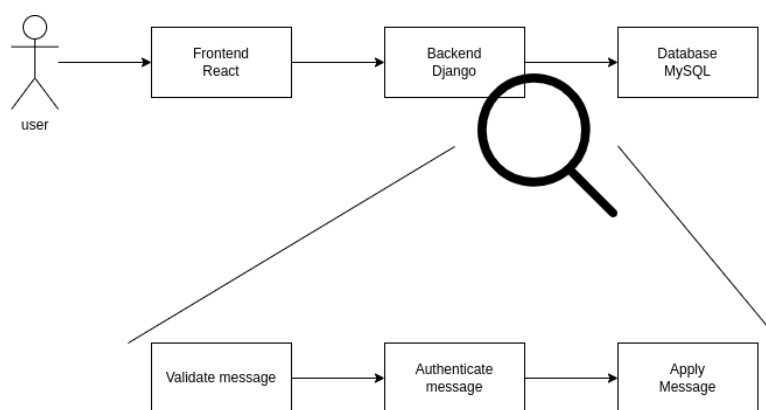 Frontend
React
Backend
Django
Database
MySQL
user
Validate message
Authenticate
message
Apply
Message